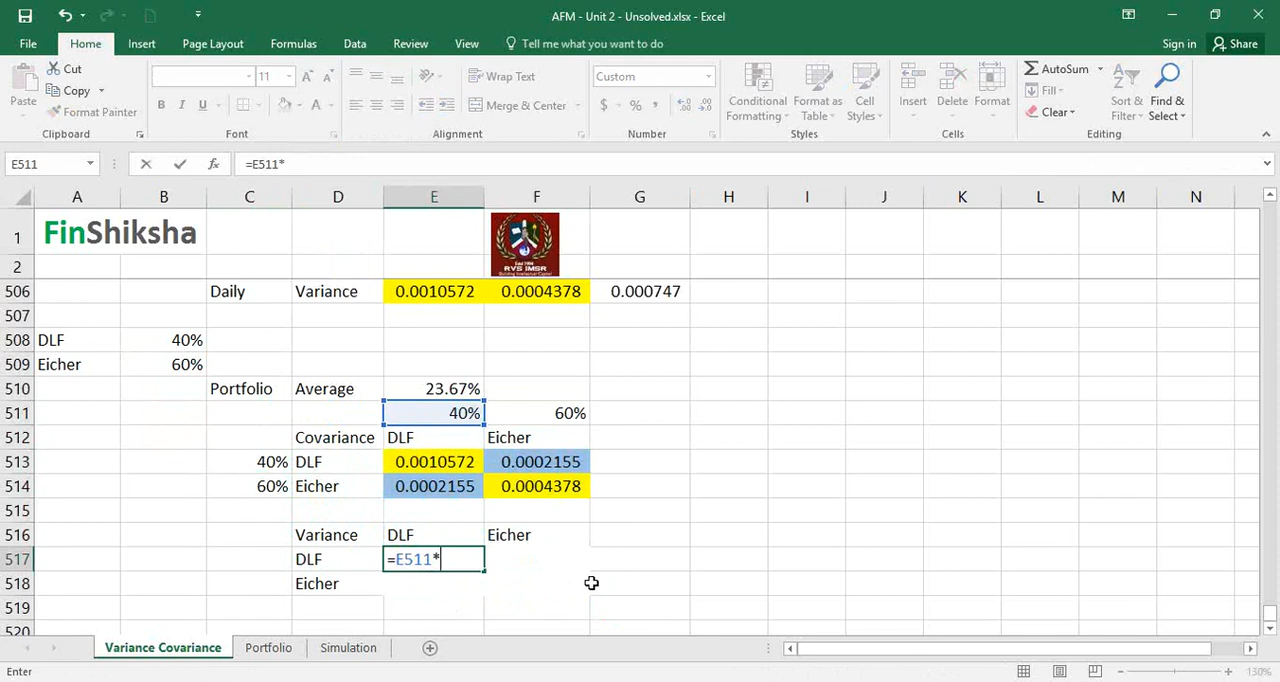 AFM - Unit 2 - Unsolved.xlsx - Excel
File Home Insert Page Layout Formulas Data Review View Tell me what you want to do Sign in Share
Paste Cut Copy Format Painter
11 Wrap Text Merge & Center Custom
Conditional Formatting Format as Table Cell Styles Insert Delete Format
AutoSum Fill Clear Sort & Filter Find & Select
Clipboard Font Alignment Number Styles Cells Editing
E511 fx =E511*
A B C D E F G H I J K L M N
1 FinShiksha RVS IMSR
2
506 Daily Variance 0.0010572 0.0004378 0.000747
507
508 DLF 40%
509 Eicher 60%
510 Portfolio Average 23.67%
511 40% 60%
512 Covariance DLF Eicher
513 40% DLF 0.0010572 0.0002155
514 60% Eicher 0.0002155 0.0004378
515
516 Variance DLF Eicher
517 DLF =E511*
518 Eicher
519
520
Variance Covariance Portfolio Simulation
Enter 130%